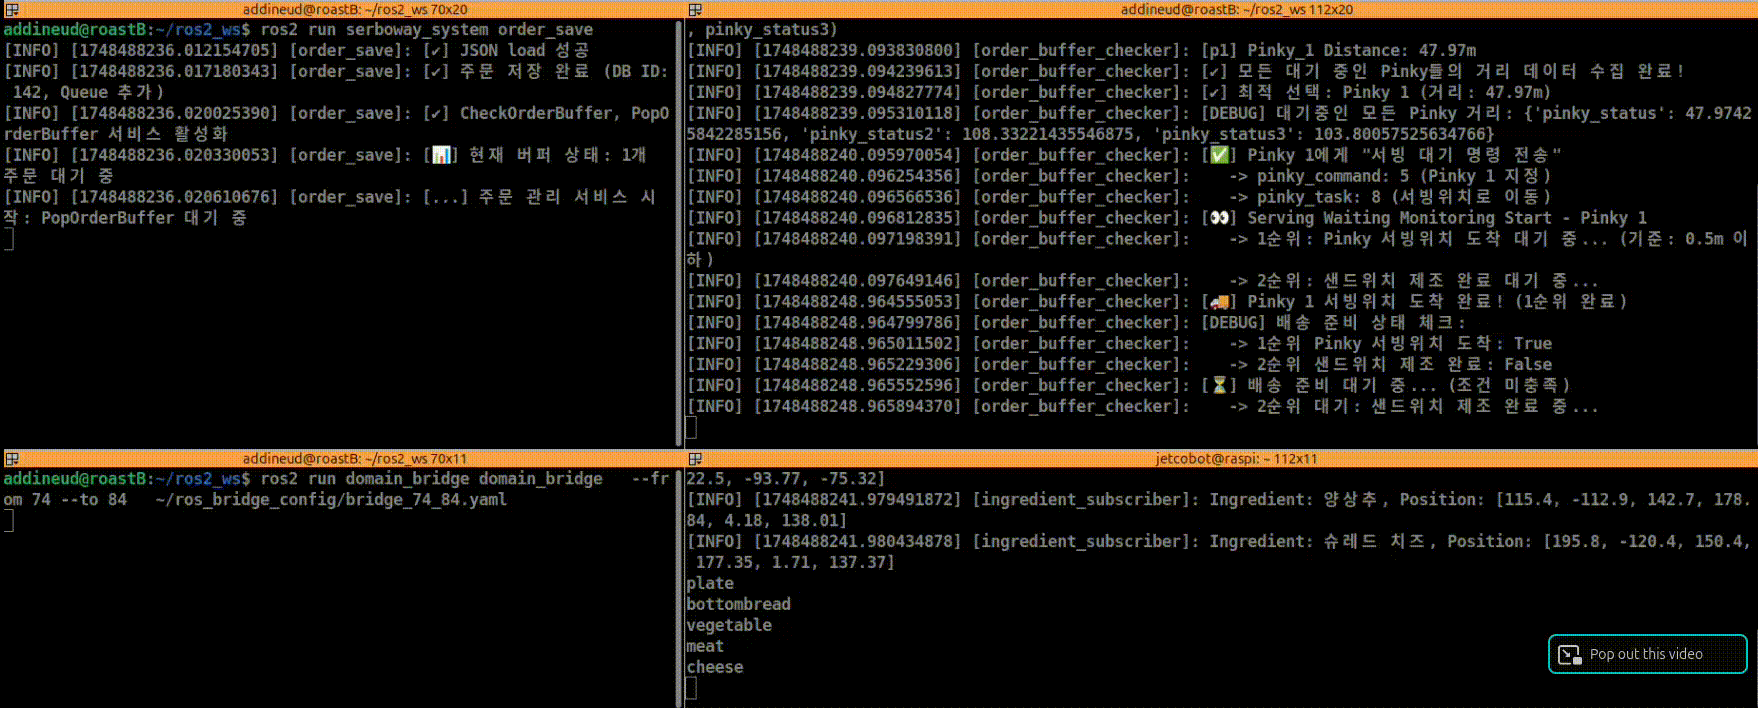 addineud@roastB: ~/ros2_ws 70x20
addineud@roastB:~/ros2_ws$ ros2 run serboway_system order_save
[INFO] [1748488236.012154705] [order_save]: [✔] JSON load 성공
[INFO] [1748488236.017180343] [order_save]: [✔] 주문 저장 완료 (DB ID:
 142, Queue 추가)
[INFO] [1748488236.020025390] [order_save]: [✔] CheckOrderBuffer, PopO
rderBuffer 서비스 활성화
[INFO] [1748488236.020330053] [order_save]: [📊] 현재 버퍼 상태: 1개
주문 대기 중
[INFO] [1748488236.020610676] [order_save]: [...] 주문 관리 서비스 시
작: PopOrderBuffer 대기 중
addineud@roastB: ~/ros2_ws 112x20
, pinky_status3)
[INFO] [1748488239.093830800] [order_buffer_checker]: [p1] Pinky_1 Distance: 47.97m
[INFO] [1748488239.094239613] [order_buffer_checker]: [✔] 모든 대기 중인 Pinky들의 거리 데이터 수집 완료!
[INFO] [1748488239.094827774] [order_buffer_checker]: [✔] 최적 선택: Pinky 1 (거리: 47.97m)
[INFO] [1748488239.095310118] [order_buffer_checker]: [DEBUG] 대기중인 모든 Pinky 거리: {'pinky_status': 47.9742
5842285156, 'pinky_status2': 108.33221435546875, 'pinky_status3': 103.80057525634766}
[INFO] [1748488240.095970054] [order_buffer_checker]: [✅] Pinky 1에게 "서빙 대기 명령 전송"
[INFO] [1748488240.096254356] [order_buffer_checker]:    -> pinky_command: 5 (Pinky 1 지정)
[INFO] [1748488240.096566536] [order_buffer_checker]:    -> pinky_task: 8 (서빙위치로 이동)
[INFO] [1748488240.096812835] [order_buffer_checker]: [👀] Serving Waiting Monitoring Start - Pinky 1
[INFO] [1748488240.097198391] [order_buffer_checker]:    -> 1순위: Pinky 서빙위치 도착 대기 중... (기준: 0.5m 이
하)
[INFO] [1748488240.097649146] [order_buffer_checker]:    -> 2순위: 샌드위치 제조 완료 대기 중...
[INFO] [1748488248.964555053] [order_buffer_checker]: [🚚] Pinky 1 서빙위치 도착 완료! (1순위 완료)
[INFO] [1748488248.964799786] [order_buffer_checker]: [DEBUG] 배송 준비 상태 체크:
[INFO] [1748488248.965011502] [order_buffer_checker]:    -> 1순위 Pinky 서빙위치 도착: True
[INFO] [1748488248.965229306] [order_buffer_checker]:    -> 2순위 샌드위치 제조 완료: False
[INFO] [1748488248.965552596] [order_buffer_checker]: [⏳] 배송 준비 대기 중... (조건 미충족)
[INFO] [1748488248.965894370] [order_buffer_checker]:    -> 2순위 대기: 샌드위치 제조 완료 중...
addineud@roastB: ~/ros2_ws 70x11
addineud@roastB:~/ros2_ws$ ros2 run domain_bridge domain_bridge   --fr
om 74 --to 84   ~/ros_bridge_config/bridge_74_84.yaml
jetcobot@raspi: ~ 112x11
22.5, -93.77, -75.32]
[INFO] [1748488241.979491872] [ingredient_subscriber]: Ingredient: 양상추, Position: [115.4, -112.9, 142.7, 178.
84, 4.18, 138.01]
[INFO] [1748488241.980434878] [ingredient_subscriber]: Ingredient: 슈레드 치즈, Position: [195.8, -120.4, 150.4,
 177.35, 1.71, 137.37]
plate
bottombread
vegetable
meat
cheese
Pop out this video